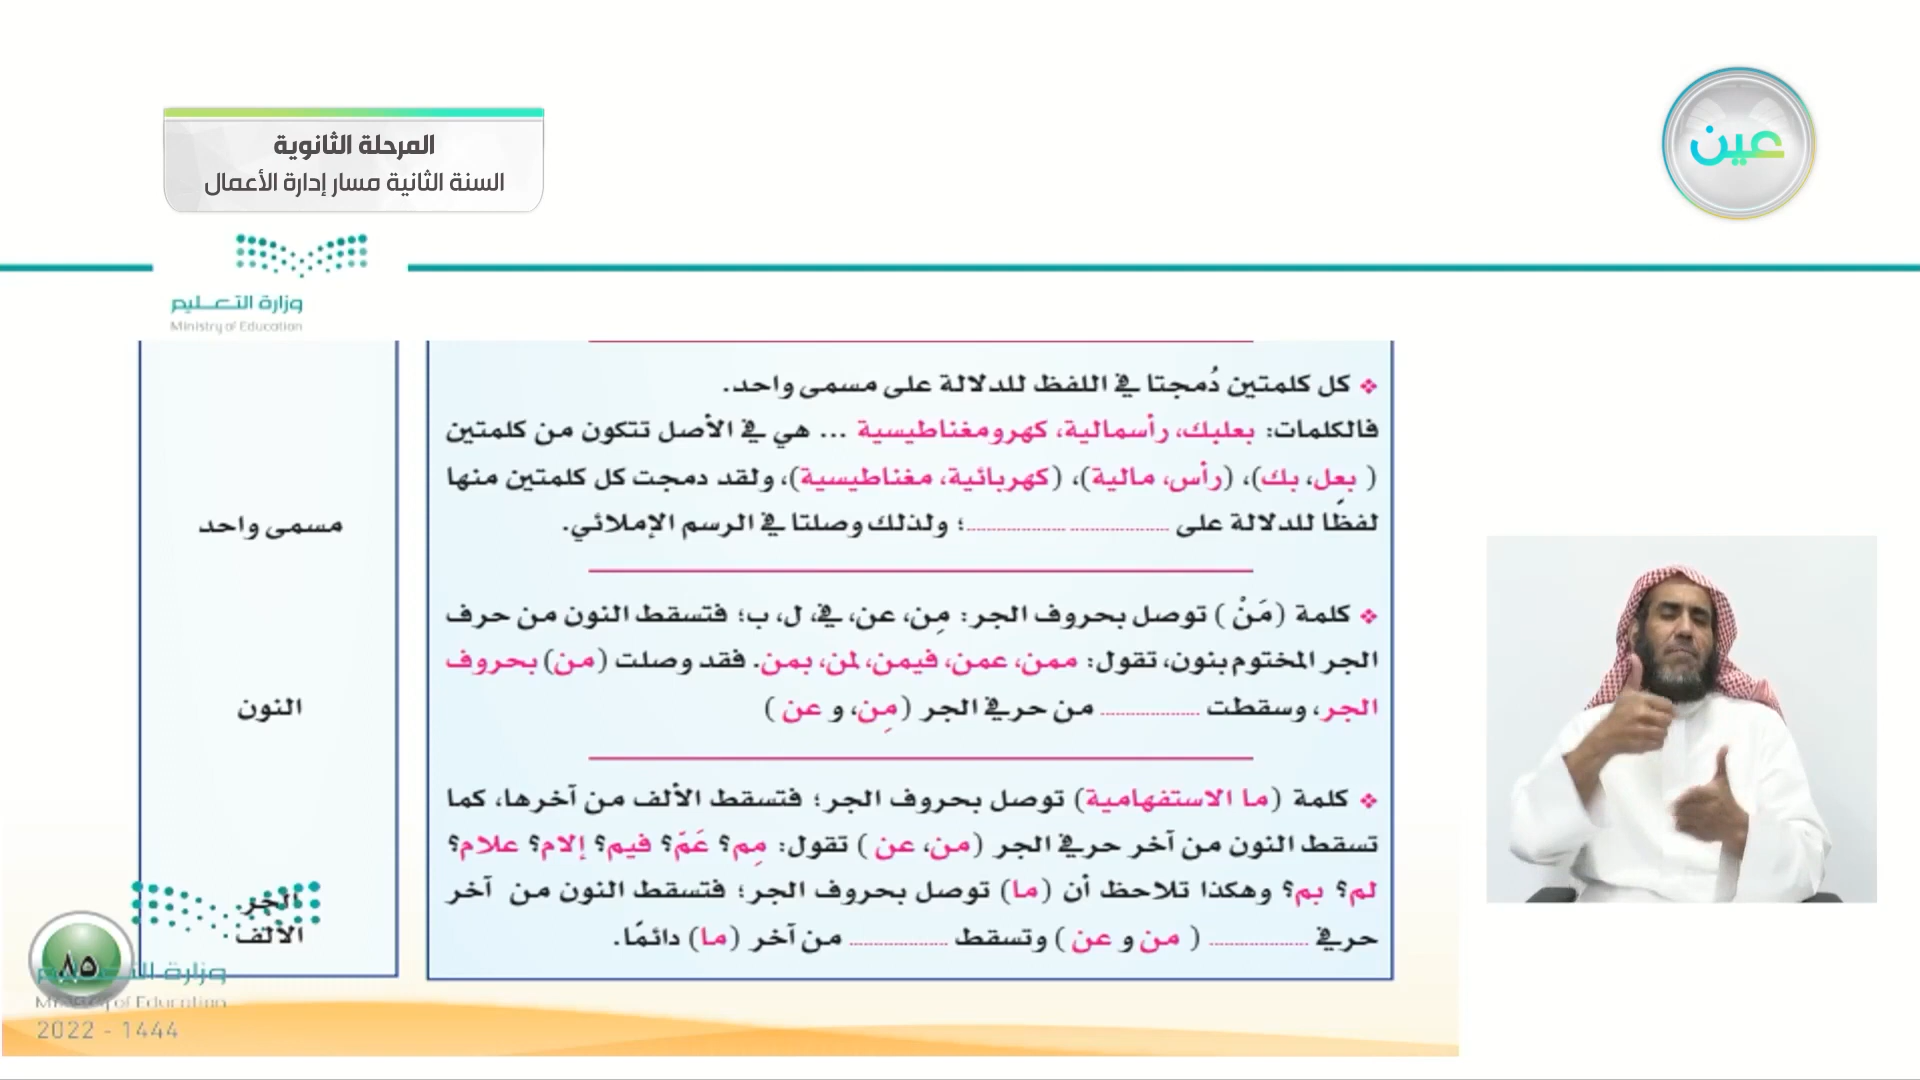 المرحلة الثانوية
السنة الثانية مسار إدارة الأعمال
عين
وزارة التعليم
Ministry of Education
❖ كل كلمتين دُمجتا في اللفظ للدلالة على مسمى واحد.
فالكلمات: بعلبك، رأسمالية، كهرومغناطيسية ... هي في الأصل تتكون من كلمتين
( بعل، بك)، (رأس، مالية)، (كهربائية، مغناطيسية)، ولقد دمجت كل كلمتين منها
لفظًا للدلالة على .................... ....................؛ ولذلك وصلتا في الرسم الإملائي.
مسمى واحد
❖ كلمة (مَنْ ) توصل بحروف الجر: مِن، عن، في، ل، ب؛ فتسقط النون من حرف
الجر المختوم بنون، تقول: ممن، عمن، فيمن، لمن، بمن. فقد وصلت (من) بحروف
الجر، وسقطت .................... من حرفي الجر (مِن، و عن )
النون
❖ كلمة (ما الاستفهامية) توصل بحروف الجر؛ فتسقط الألف من آخرها، كما
تسقط النون من آخر حرفي الجر (من، عن ) تقول: مِم؟ عَمَّ؟ فيم؟ إلام؟ علام؟
لم؟ بم؟ وهكذا تلاحظ أن (ما) توصل بحروف الجر؛ فتسقط النون من آخر
حرفي .................... ( من و عن ) وتسقط .................... من آخر (ما) دائمًا.
الجر
الألف
٨٥
وزارة التعليم
Ministry of Education
2022 - 1444